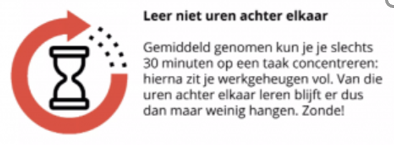 Leer niet uren achter elkaar
Gemiddeld genomen kun je je slechts
30 minuten op een taak concentreren:
hierna zit je werkgeheugen vol. Van die
uren achter elkaar leren blijft er dus
dan maar weinig hangen. Zonde!